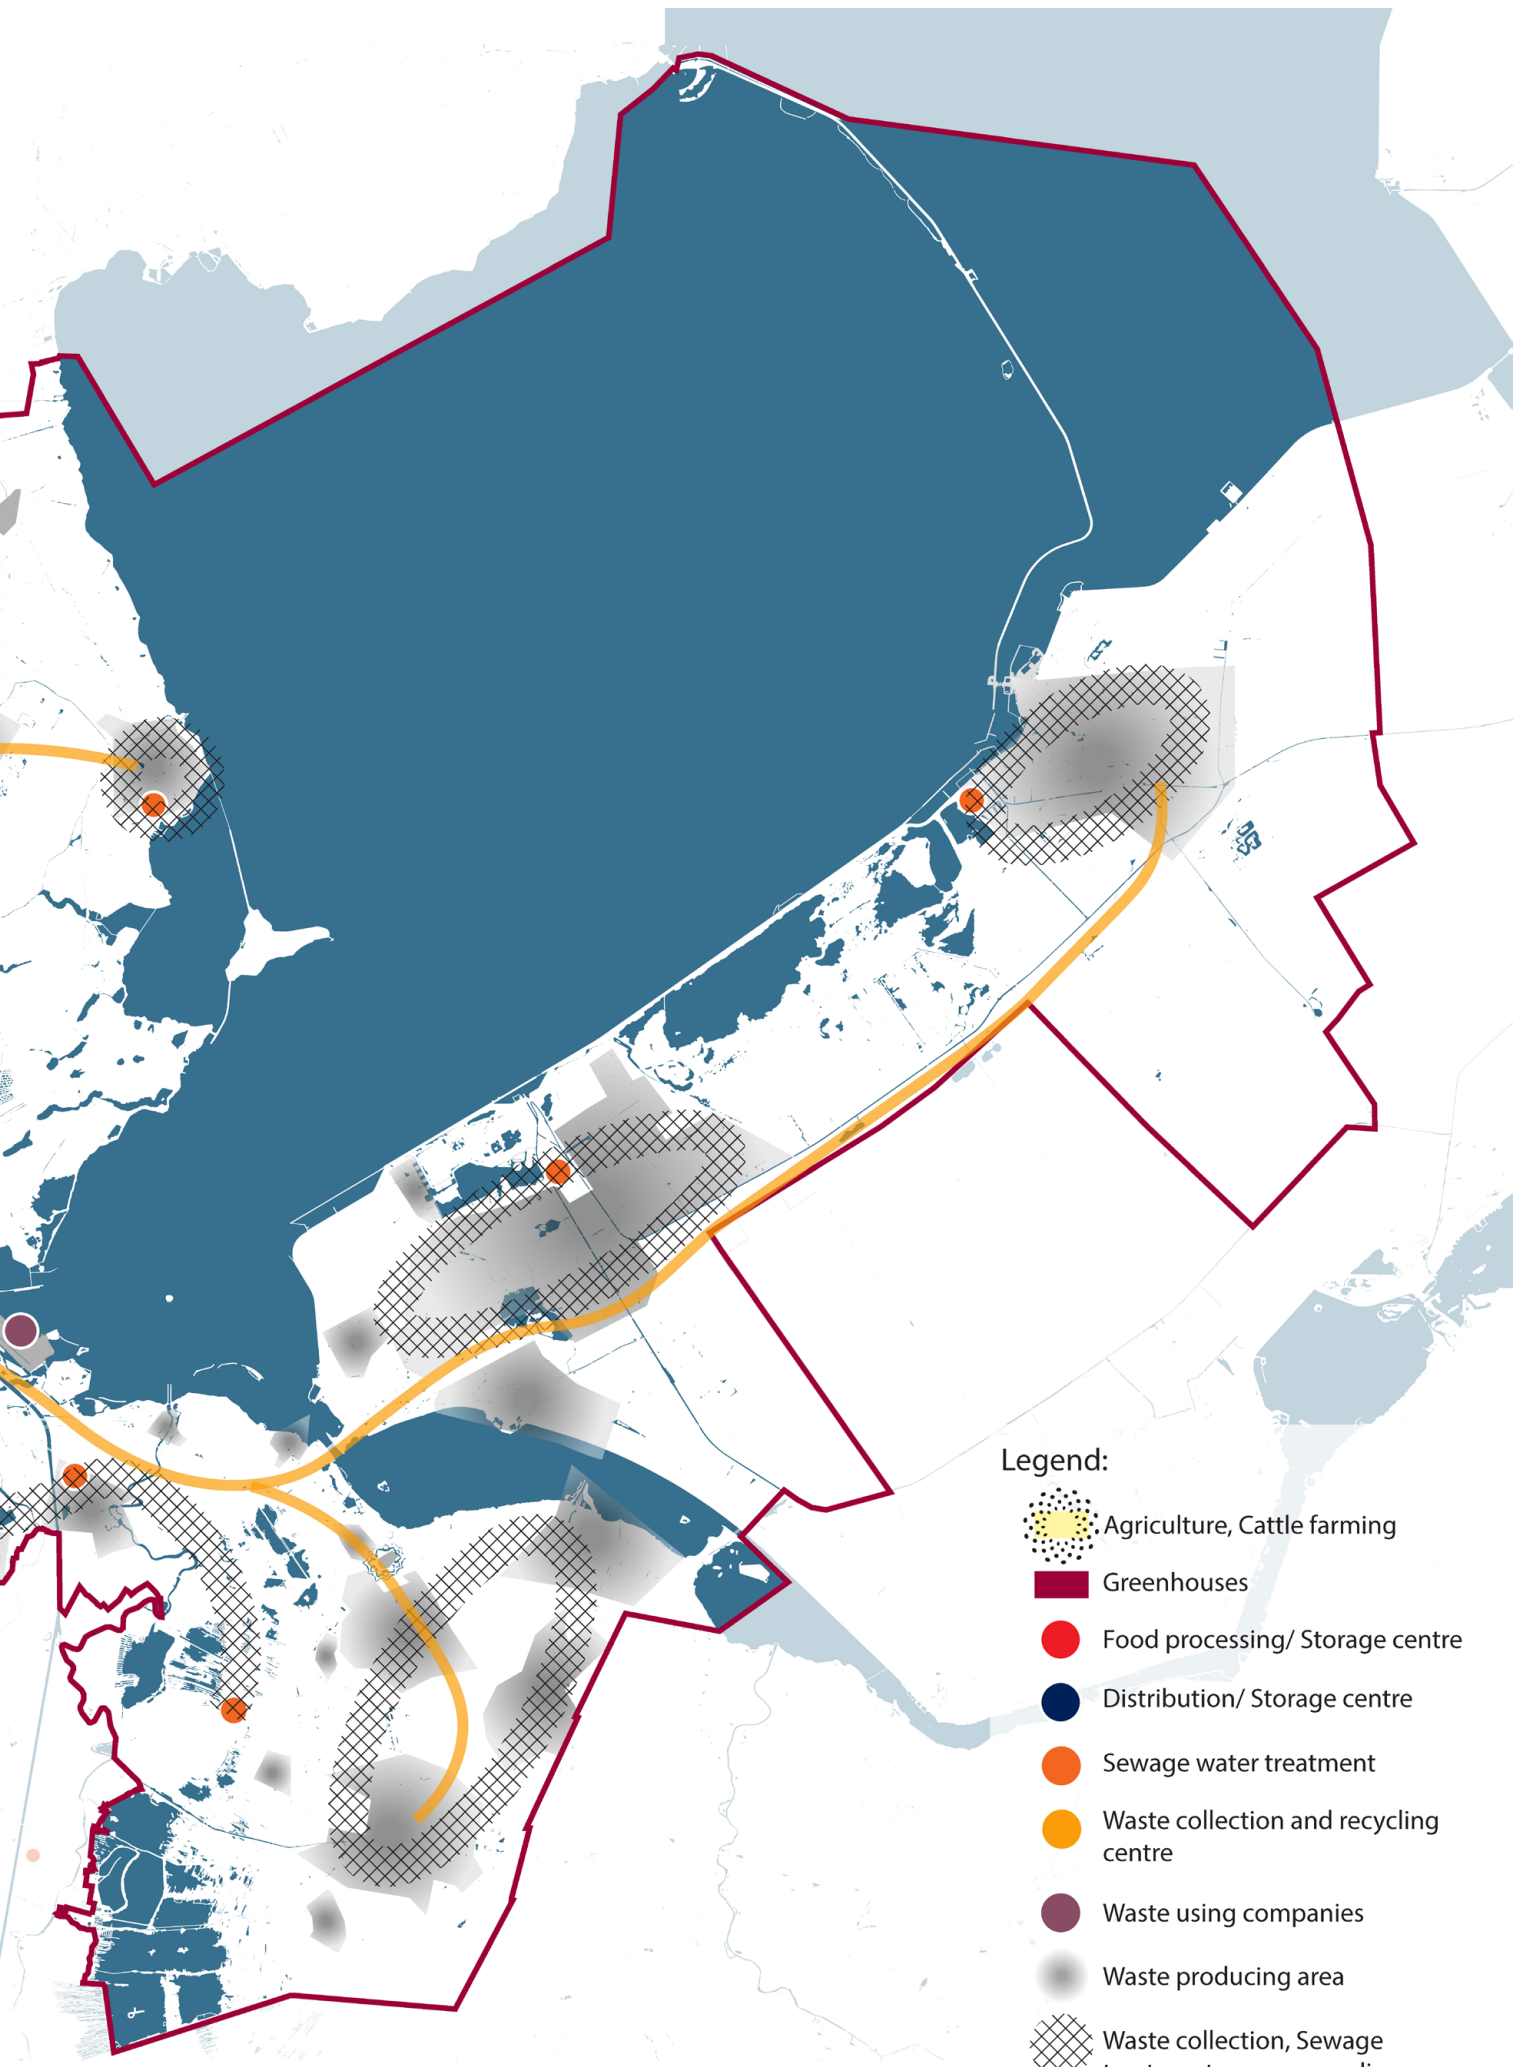 Legend:
Agriculture, Cattle farming
Greenhouses
Food processing/ Storage centre
Distribution/ Storage centre
Sewage water treatment
Waste collection and recycling
centre
Waste using companies
Waste producing area
Waste collection, Sewage